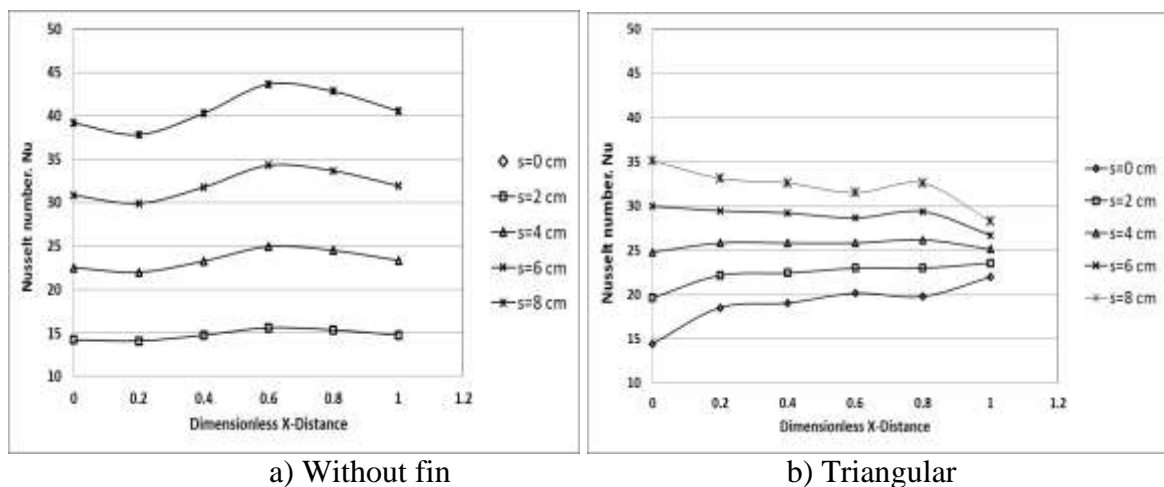 50
45
40
35
30
25
20
15
10
Nusselt number. Nu
0 0.2 0.4 0.6 0.8 1 1.2
Dimensionless X-Distance
s=0 cm
s=2 cm
s=4 cm
s=6 cm
s=8 cm
a) Without fin
50
45
40
35
30
25
20
15
10
Nusselt number. Nu
0 0.2 0.4 0.6 0.8 1 1.2
Dimensionless X-Distance
s=0 cm
s=2 cm
s=4 cm
s=6 cm
s=8 cm
b) Triangular